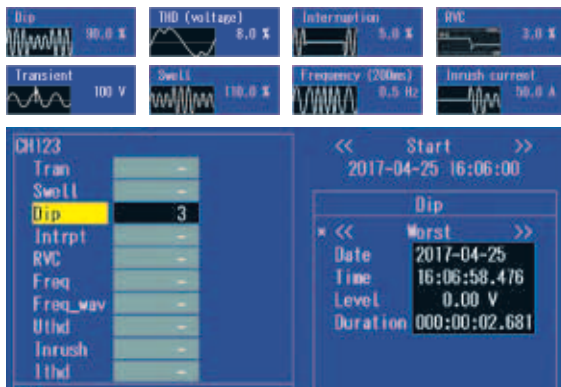 Dip
90.0 %
THD (voltage)
8.0 %
Interruption
5.0 %
RVC
3.0 %
Transient
100 V
Swell
110.0 %
Frequency (200ms)
0.5 Hz
Inrush current
50.0 A
CH123
Tran -
Swell -
Dip 3
Intrpt -
RVC -
Freq -
Freq_wav -
Uthd -
Inrush -
Ithd -
<< Start >>
2017-04-25 16:06:00
Dip
* << Worst >>
Date 2017-04-25
Time 16:06:58.476
Level 0.00 V
Duration 000:00:02.681